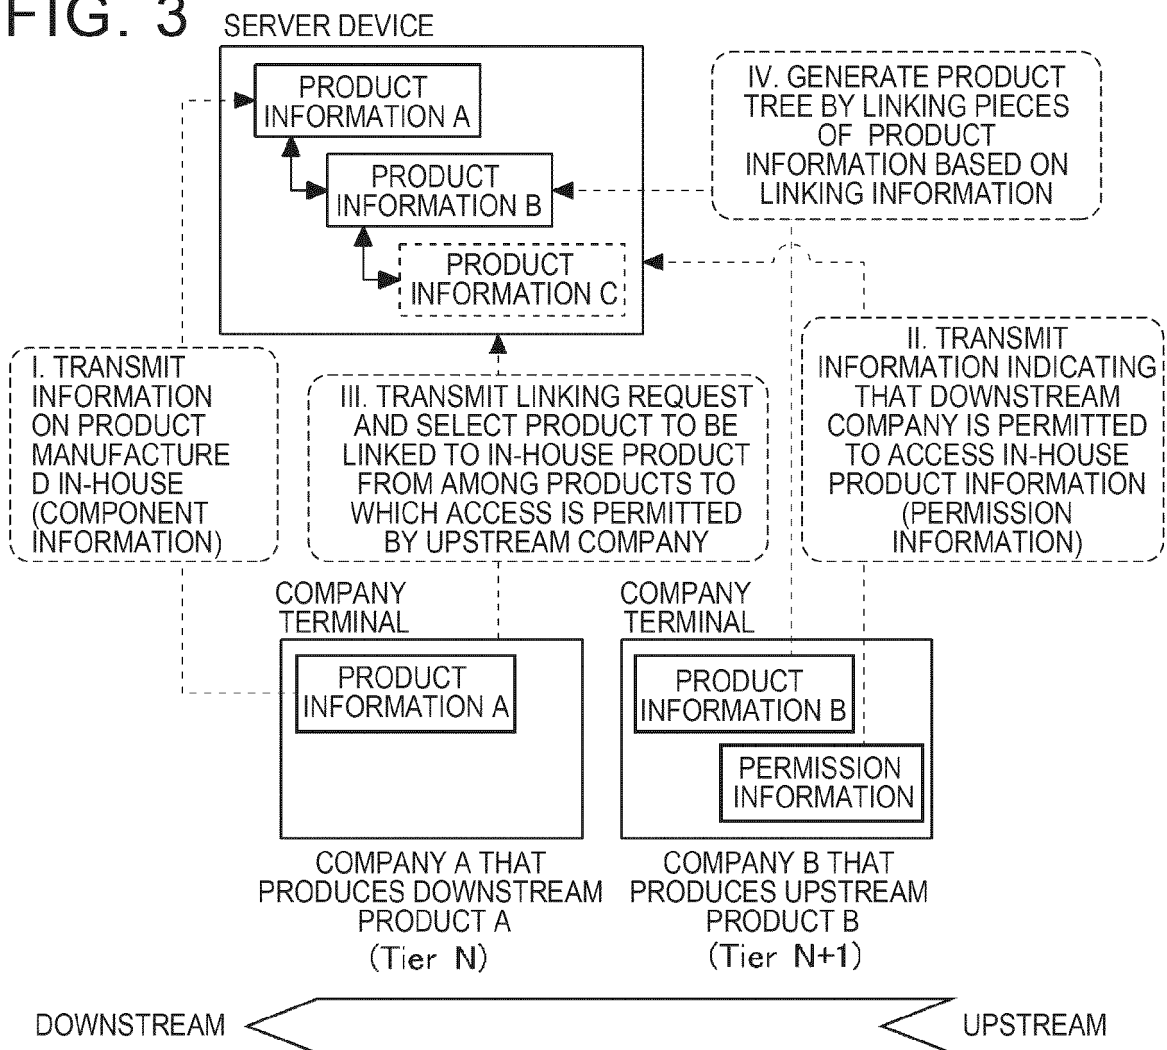 FIG. 3
SERVER DEVICE
PRODUCT
INFORMATION A
PRODUCT
INFORMATION B
PRODUCT
INFORMATION C
IV. GENERATE PRODUCT
TREE BY LINKING PIECES
OF PRODUCT
INFORMATION BASED ON
LINKING INFORMATION
I. TRANSMIT
INFORMATION
ON PRODUCT
MANUFACTURE
D IN-HOUSE
(COMPONENT
INFORMATION)
III. TRANSMIT LINKING REQUEST
AND SELECT PRODUCT TO BE
LINKED TO IN-HOUSE PRODUCT
FROM AMONG PRODUCTS TO
WHICH ACCESS IS PERMITTED
BY UPSTREAM COMPANY
II. TRANSMIT
INFORMATION INDICATING
THAT DOWNSTREAM
COMPANY IS PERMITTED
TO ACCESS IN-HOUSE
PRODUCT INFORMATION
(PERMISSION
INFORMATION)
COMPANY
TERMINAL
PRODUCT
INFORMATION A
COMPANY A THAT
PRODUCES DOWNSTREAM
PRODUCT A
(Tier N)
COMPANY
TERMINAL
PRODUCT
INFORMATION B
PERMISSION
INFORMATION
COMPANY B THAT
PRODUCES UPSTREAM
PRODUCT B
(Tier N+1)
DOWNSTREAM
UPSTREAM